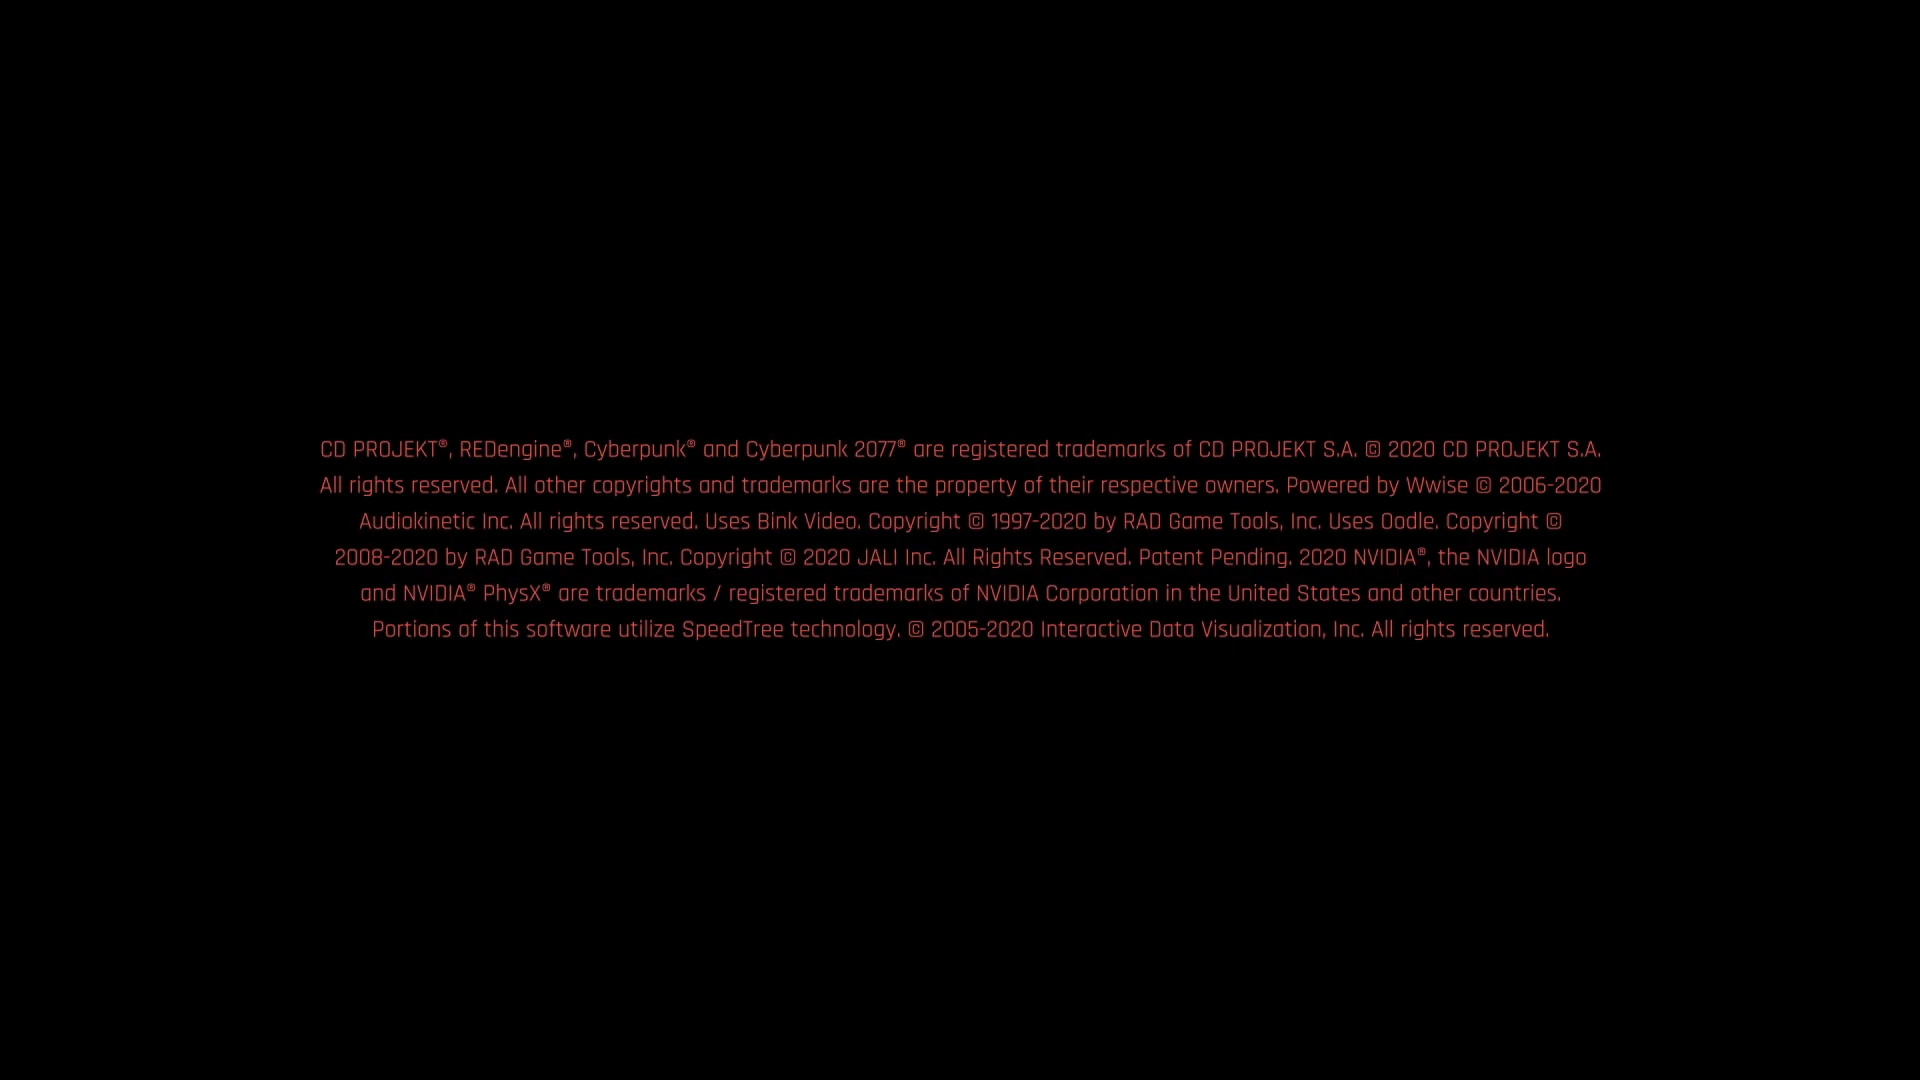 CD PROJEKT®, REDengine®, Cyberpunk® and Cyberpunk 2077® are registered trademarks of CD PROJEKT S.A. © 2020 CD PROJEKT S.A.
All rights reserved. All other copyrights and trademarks are the property of their respective owners. Powered by Wwise © 2006-2020
Audiokinetic Inc. All rights reserved. Uses Bink Video. Copyright © 1997-2020 by RAD Game Tools, Inc. Uses Oodle. Copyright ©
2008-2020 by RAD Game Tools, Inc. Copyright © 2020 JALI Inc. All Rights Reserved. Patent Pending. 2020 NVIDIA®, the NVIDIA logo
and NVIDIA® PhysX® are trademarks / registered trademarks of NVIDIA Corporation in the United States and other countries.
Portions of this software utilize SpeedTree technology. © 2005-2020 Interactive Data Visualization, Inc. All rights reserved.